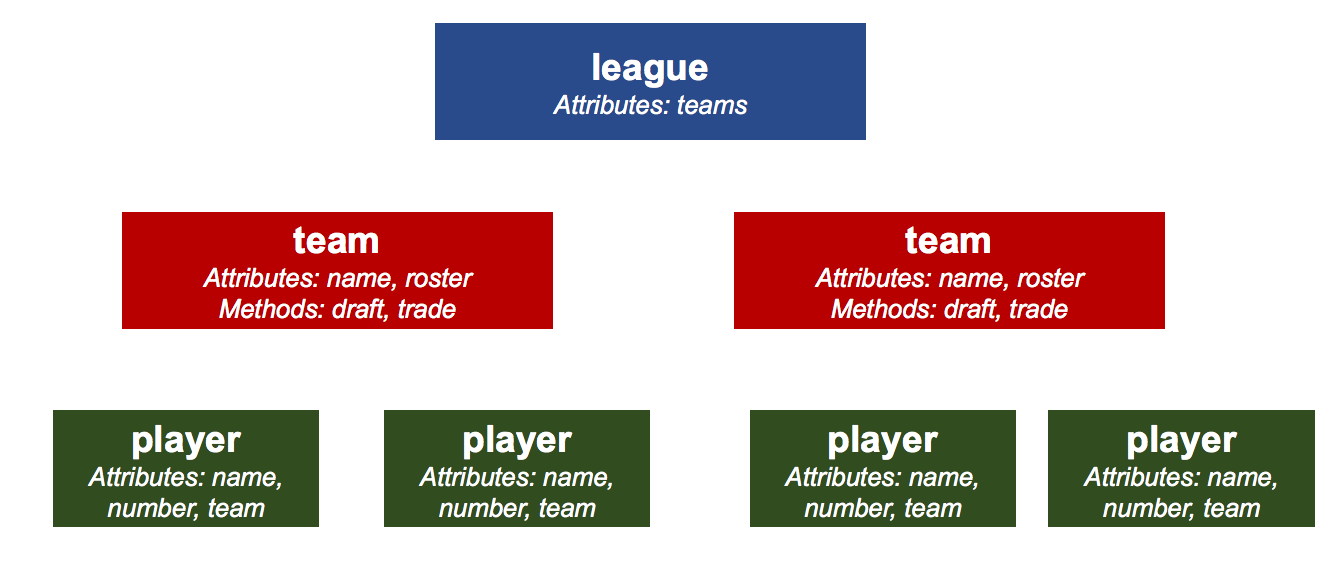 league
Attributes: teams
team
Attributes: name, roster
Methods: draft, trade
team
Attributes: name, roster
Methods: draft, trade
player
Attributes: name,
number, team
player
Attributes: name,
number, team
player
Attributes: name,
number, team
player
Attributes: name,
number, team